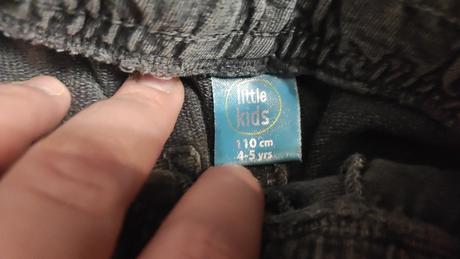 little
kids
110 cm
4-5 yrs